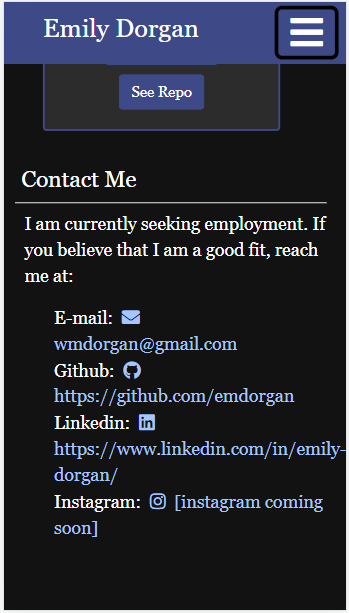 Emily Dorgan
See Repo
Contact Me
I am currently seeking employment. If
you believe that I am a good fit, reach
me at:
E-mail:
wmdorgan@gmail.com
Github:
https://github.com/emdorgan
Linkedin:
https://www.linkedin.com/in/emily-
dorgan/
Instagram: [instagram coming
soon]